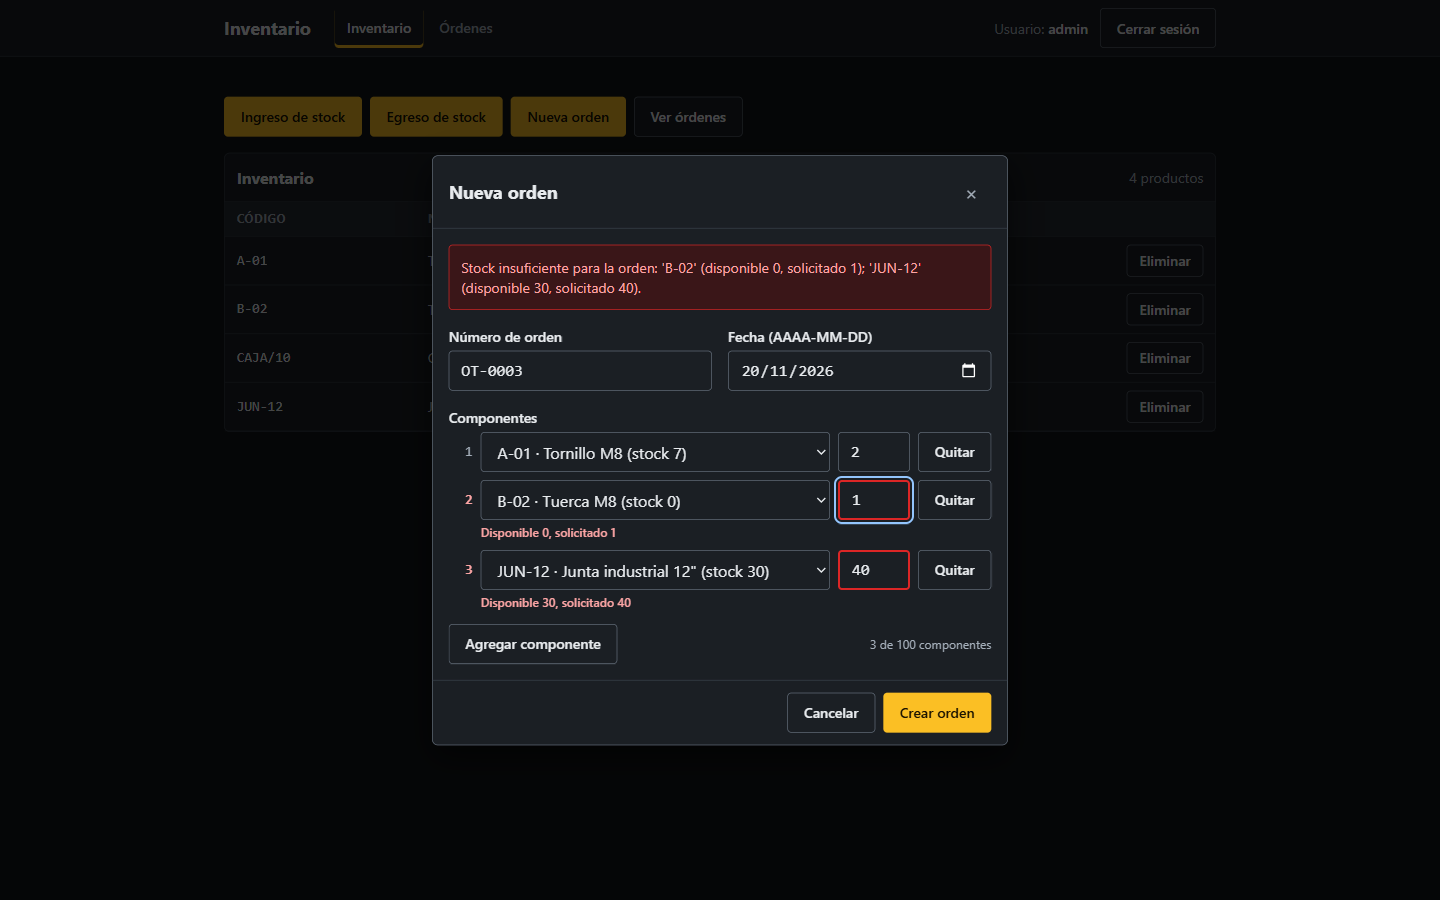 Inventario
Inventario
Órdenes
Usuario: admin
Cerrar sesión
Ingreso de stock
Egreso de stock
Nueva orden
Ver órdenes
Inventario
4 productos
CÓDIGO
A-01
Eliminar
B-02
Eliminar
CAJA/10
Eliminar
JUN-12
Eliminar
Nueva orden
×
Stock insuficiente para la orden: 'B-02' (disponible 0, solicitado 1); 'JUN-12'
(disponible 30, solicitado 40).
Número de orden
Fecha (AAAA-MM-DD)
OT-0003
20/11/2026
Componentes
1
A-01 · Tornillo M8 (stock 7)
2
Quitar
2
B-02 · Tuerca M8 (stock 0)
1
Quitar
Disponible 0, solicitado 1
3
JUN-12 · Junta industrial 12" (stock 30)
40
Quitar
Disponible 30, solicitado 40
Agregar componente
3 de 100 componentes
Cancelar
Crear orden